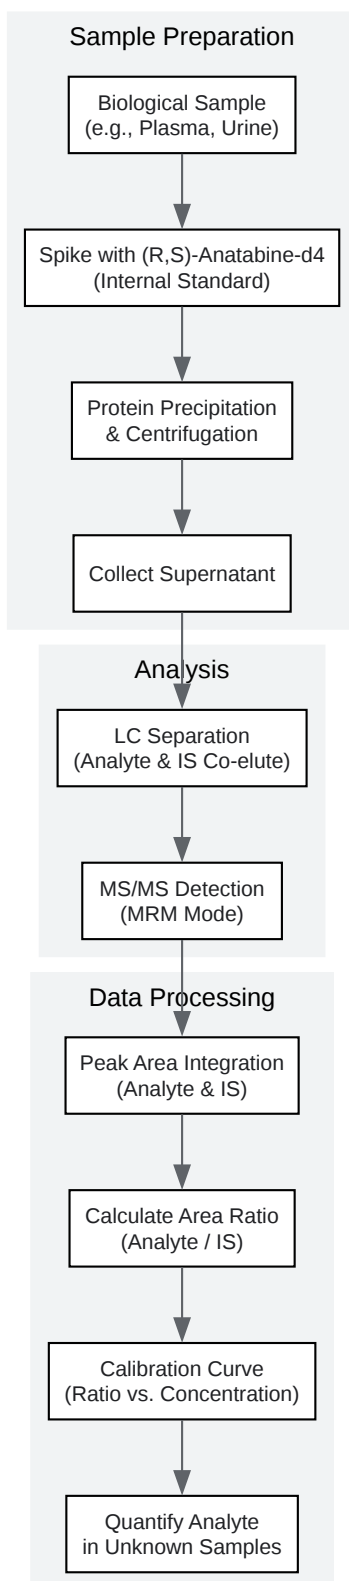 Sample Preparation
Biological Sample
(e.g., Plasma, Urine)
Spike with (R,S)-Anatabine-d4
(Internal Standard)
Protein Precipitation
& Centrifugation
Collect Supernatant
Analysis
LC Separation
(Analyte & IS Co-elute)
MS/MS Detection
(MRM Mode)
Data Processing
Peak Area Integration
(Analyte & IS)
Calculate Area Ratio
(Analyte / IS)
Calibration Curve
(Ratio vs. Concentration)
Quantify Analyte
in Unknown Samples